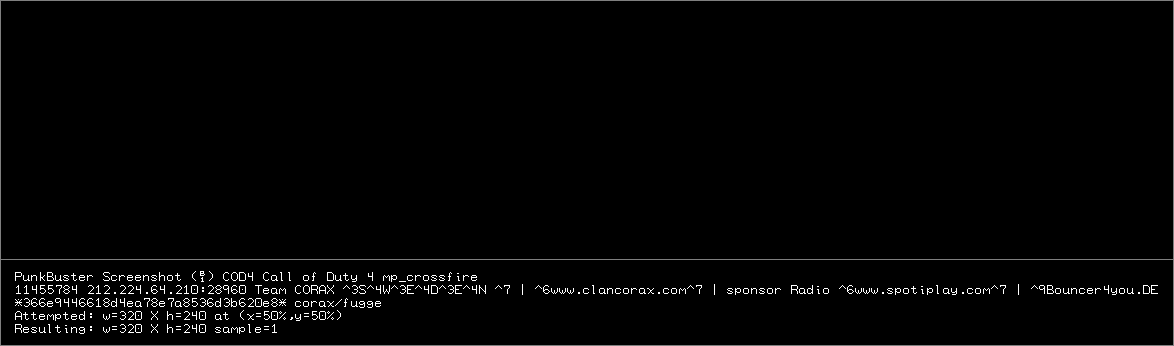 PunkBuster Screenshot (B†) COD4 Call of Duty 4 mp_crossfire
11455784 212.224.64.210:28960 Team CORAX ^3S^4W^3E^4D^3E^4N ^7 | ^6www.clancorax.com^7 | sponsor Radio ^6www.spotiplay.com^7 | ^9Bouncer4you.DE
*366e9446618d4ea78e7a8536d3b620e8* corax/fugge
Attempted: w=320 X h=240 at (x=50%,y=50%)
Resulting: w=320 X h=240 sample=1